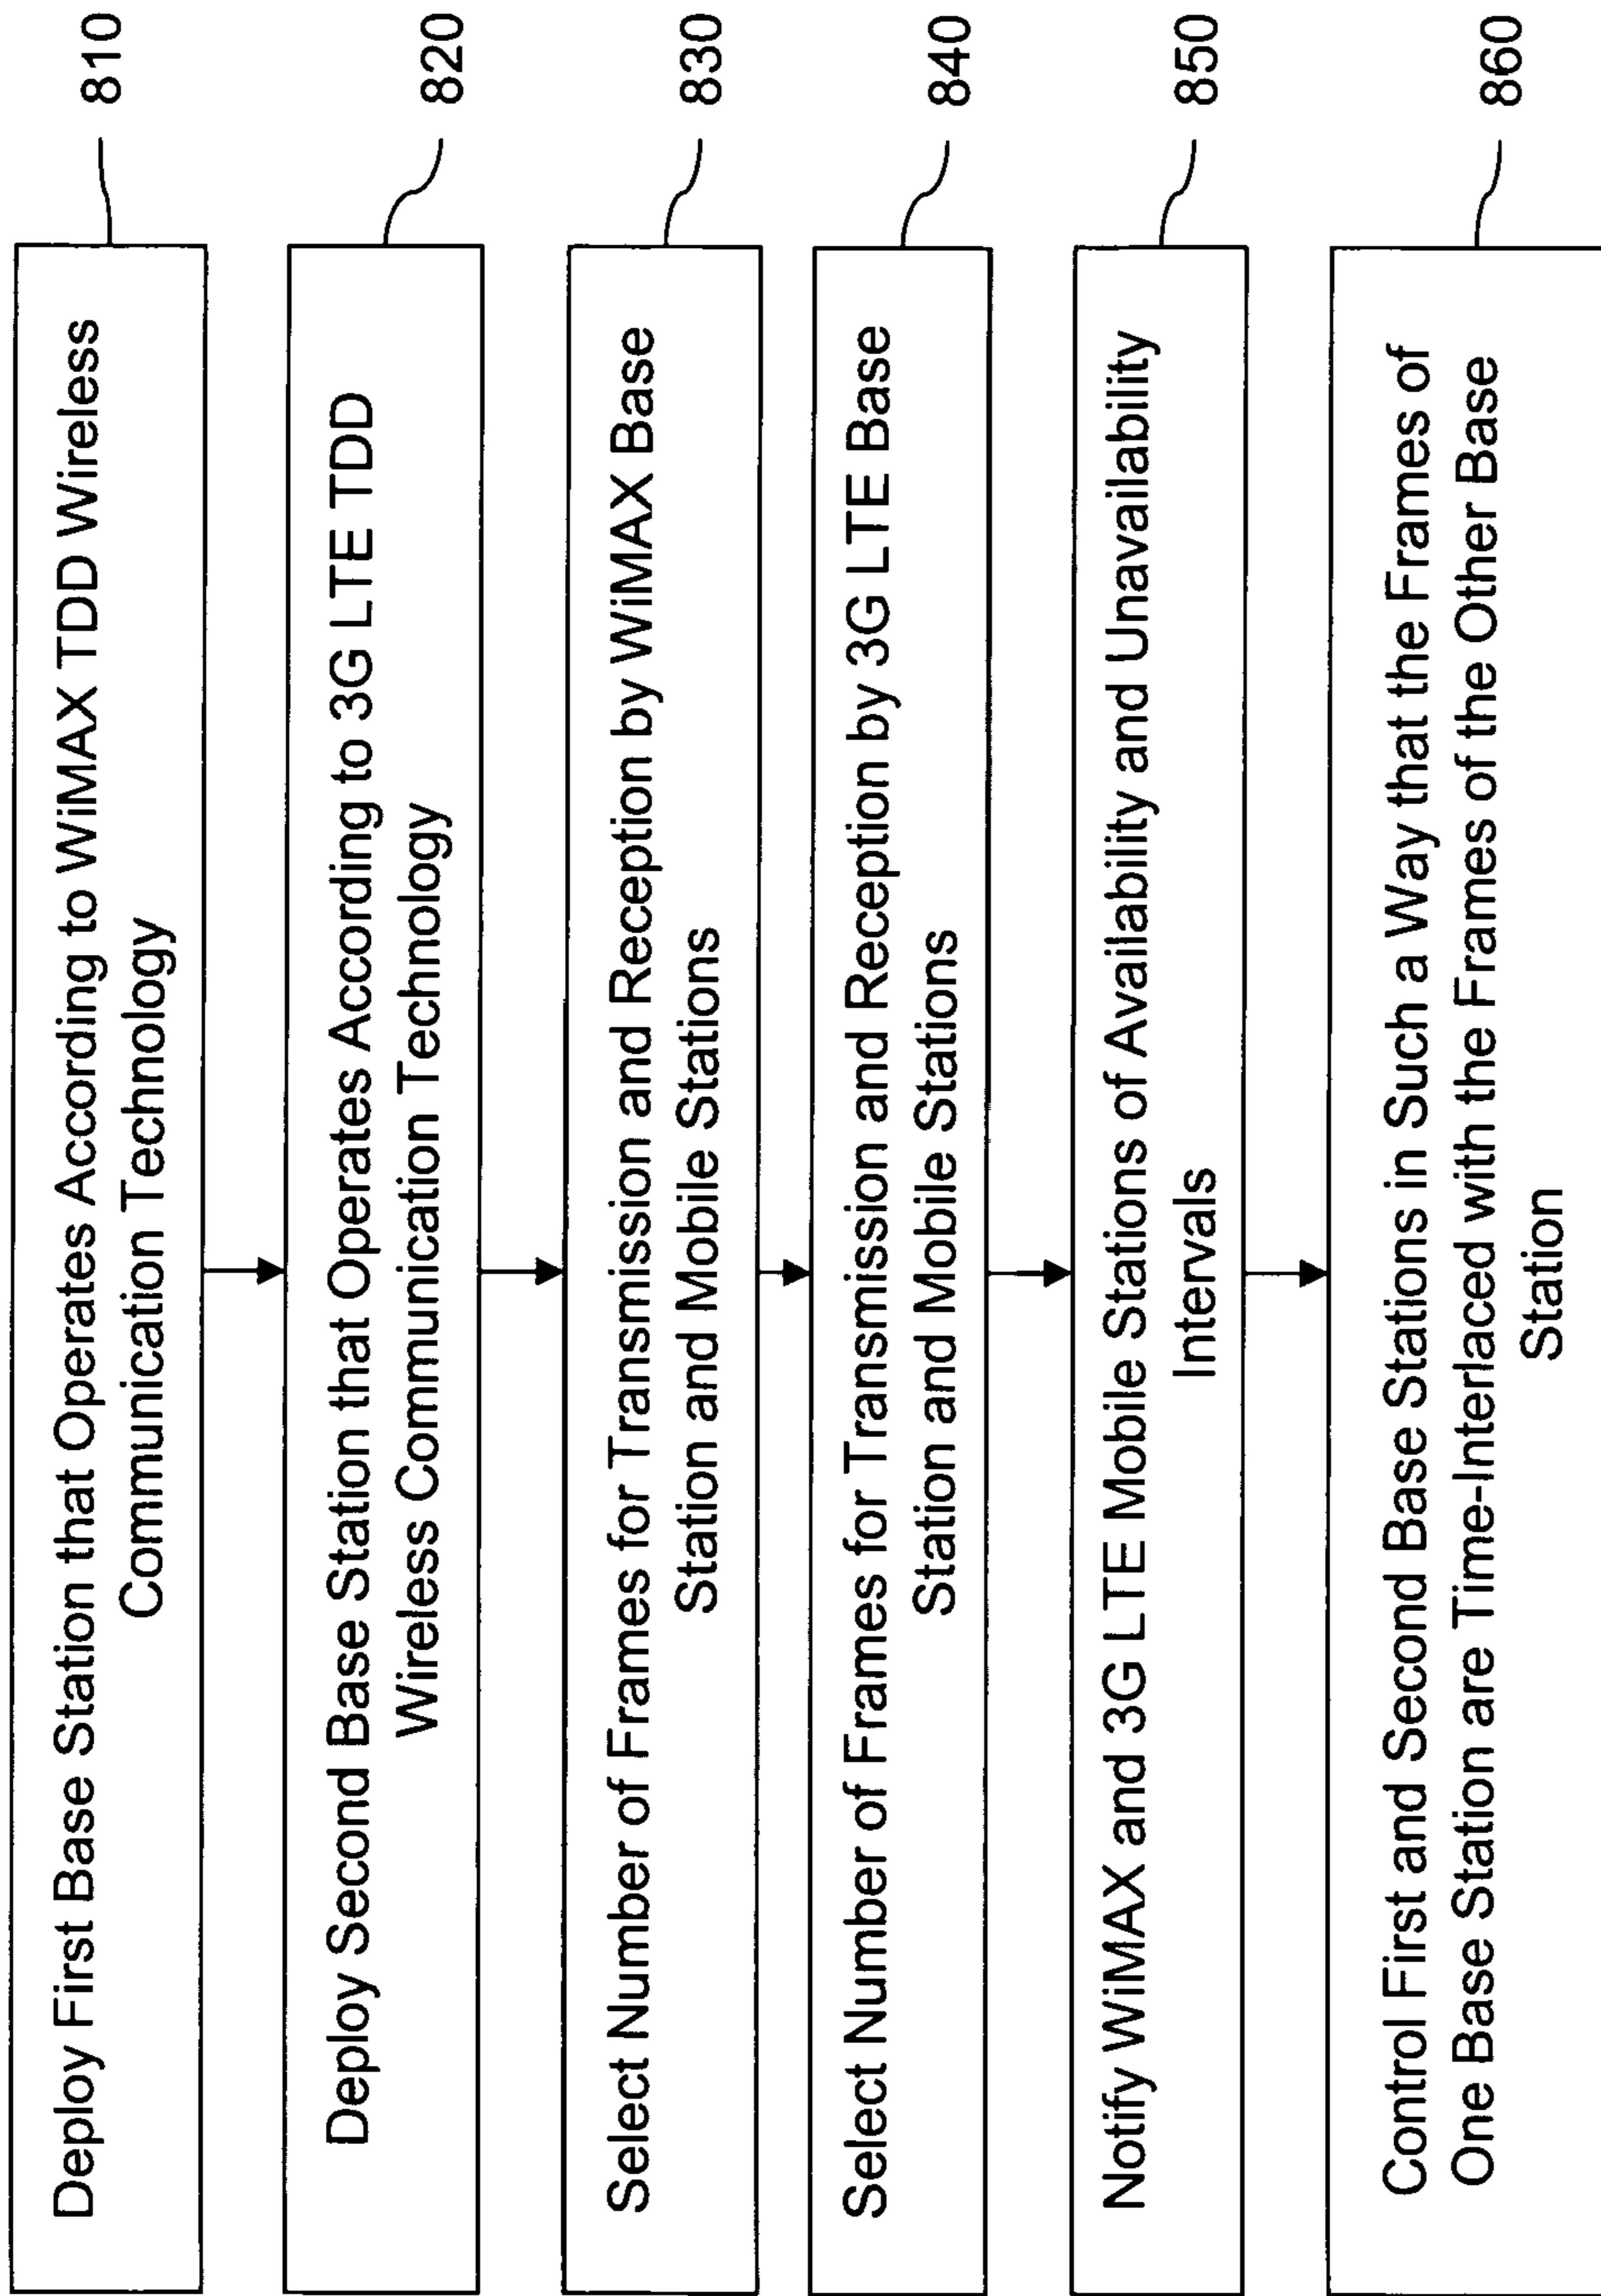 Deploy First Base Station that Operates According to WiMAX TDD Wireless
Communication Technology
810
Deploy Second Base Station that Operates According to 3G LTE TDD
Wireless Communication Technology
820
Select Number of Frames for Transmission and Reception by WiMAX Base
Station and Mobile Stations
830
Select Number of Frames for Transmission and Reception by 3G LTE Base
Station and Mobile Stations
840
Notify WiMAX and 3G LTE Mobile Stations of Availability and Unavailability
Intervals
850
Control First and Second Base Stations in Such a Way that the Frames of
One Base Station are Time-Interlaced with the Frames of the Other Base
Station
860